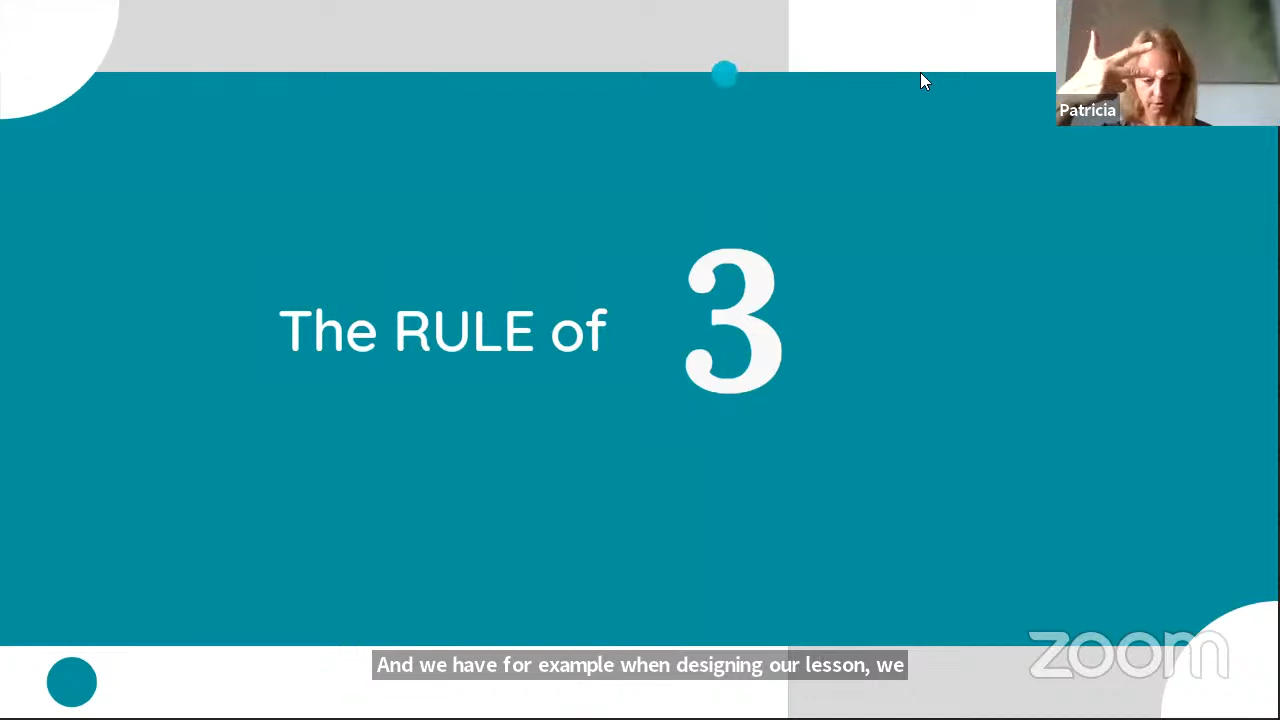 Patricia
The RULE of 3
And we have for example when designing our lesson, we
zoom